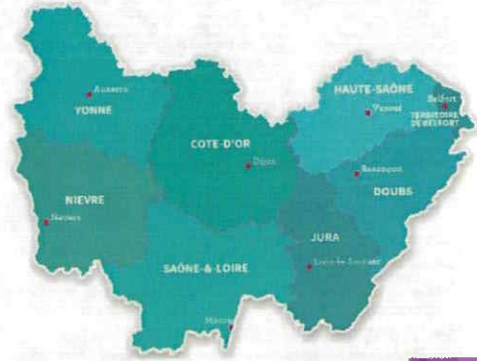 HAUTE-SAÔNE
Auxerre
Belfort
YONNE
Vesoul
TERRITOIRE
DE BELFORT
COTE-D'OR
Dijon
Besançon
DOUBS
NIEVRE
Nevers
JURA
SAÔNE-&-LOIRE
Lons-le-Saunier
Mâcon